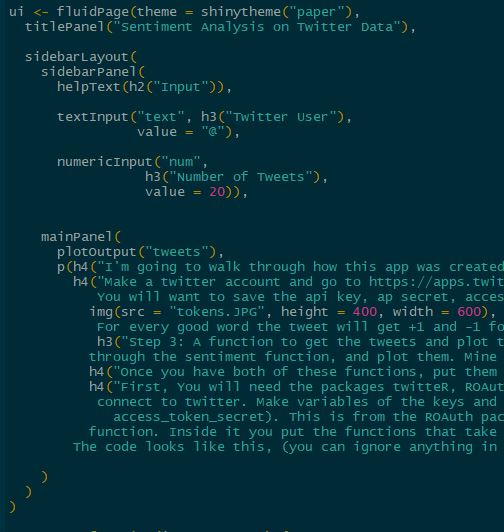 ui <- fluidPage(theme = shinytheme("paper"),
titlePanel("Sentiment Analysis on Twitter Data"),
sidebarLayout(
sidebarPanel(
helpText(h2("Input")),
textInput("text", h3("Twitter User"),
value = "@"),
numericInput("num",
h3("Number of Tweets"),
value = 20)),
mainPanel(
plotOutput("tweets"),
p(h4("I'm going to walk through how this app was created
h4("Make a twitter account and go to https://apps.twit
You will want to save the api key, ap secret, acces
img(src = "tokens.JPG", height = 400, width = 600),
For every good word the tweet will get +1 and -1 fo
h3("Step 3: A function to get the tweets and plot t
through the sentiment function, and plot them. Mine
h4("Once you have both of these functions, put them
h4("First, You will need the packages twitteR, ROAut
connect to twitter. Make variables of the keys and
access_token_secret). This is from the ROAuth pac
function. Inside it you put the functions that take
The code looks like this, (you can ignore anything in
)
)
)